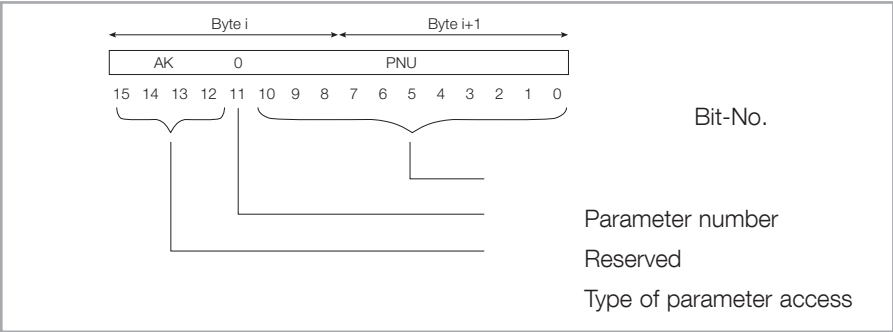 Byte i Byte i+1
AK 0 PNU
15 14 13 12 11 10 9 8 7 6 5 4 3 2 1 0
Bit-No.
Parameter number
Reserved
Type of parameter access